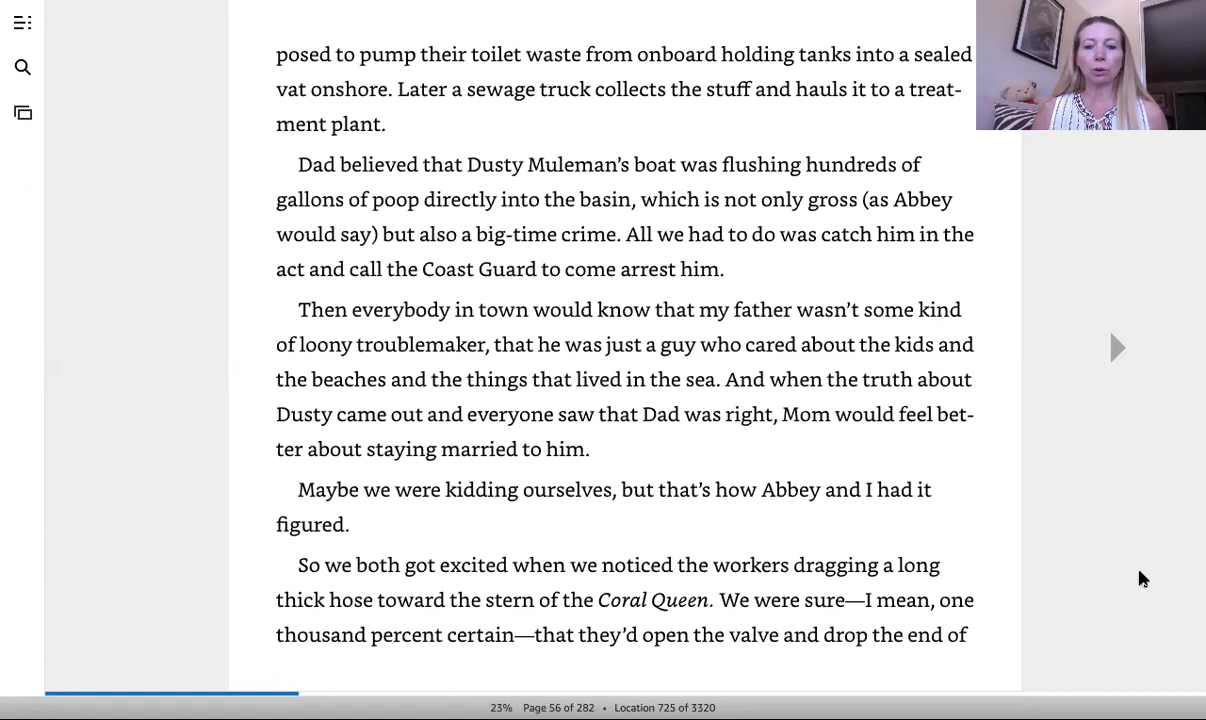 posed to pump their toilet waste from onboard holding tanks into a sealed
vat onshore. Later a sewage truck collects the stuff and hauls it to a treat-
ment plant.
Dad believed that Dusty Muleman’s boat was flushing hundreds of
gallons of poop directly into the basin, which is not only gross (as Abbey
would say) but also a big-time crime. All we had to do was catch him in the
act and call the Coast Guard to come arrest him.
Then everybody in town would know that my father wasn’t some kind
of loony troublemaker, that he was just a guy who cared about the kids and
the beaches and the things that lived in the sea. And when the truth about
Dusty came out and everyone saw that Dad was right, Mom would feel bet-
ter about staying married to him.
Maybe we were kidding ourselves, but that’s how Abbey and I had it
figured.
So we both got excited when we noticed the workers dragging a long
thick hose toward the stern of the Coral Queen. We were sure—I mean, one
thousand percent certain—that they’d open the valve and drop the end of
23% Page 56 of 282 • Location 725 of 3320